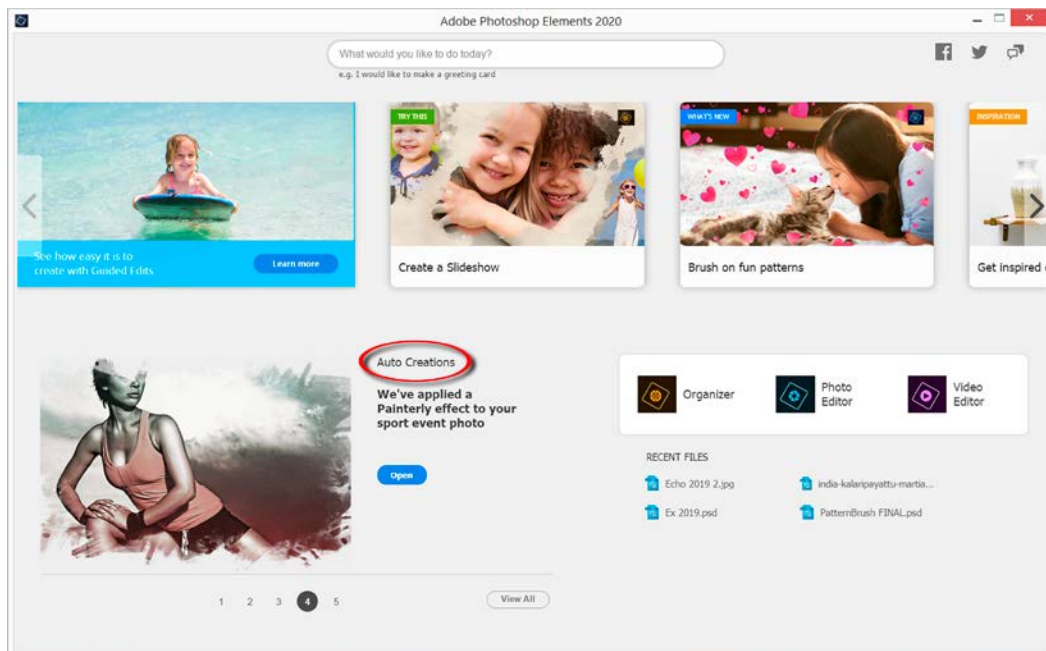 Adobe Photoshop Elements 2020
What would you like to do today?
e.g. I would like to make a greeting card
See how easy it is to
create with Guided Edits
Learn more
TRY THIS
Create a Slideshow
WHAT'S NEW
Brush on fun patterns
INSPIRATION
Get inspired
Auto Creations
We've applied a
Painterly effect to your
sport event photo
Open
1 2 3 4 5
View All
Organizer
Photo
Editor
Video
Editor
RECENT FILES
Echo 2019 2.jpg
india-kalaripayattu-martia...
Ex 2019.psd
PatternBrush FINAL.psd